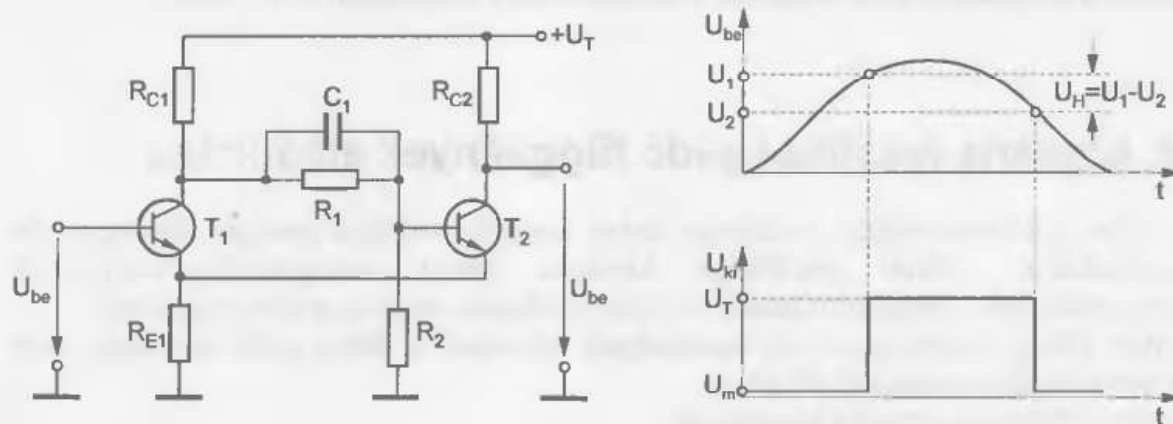 +U_T
R_C1
C_1
R_C2
R_1
T_1
T_2
U_be
U_be
R_E1
R_2
U_be
U_1
U_2
U_H=U_1-U_2
t
U_ki
U_T
U_m
t